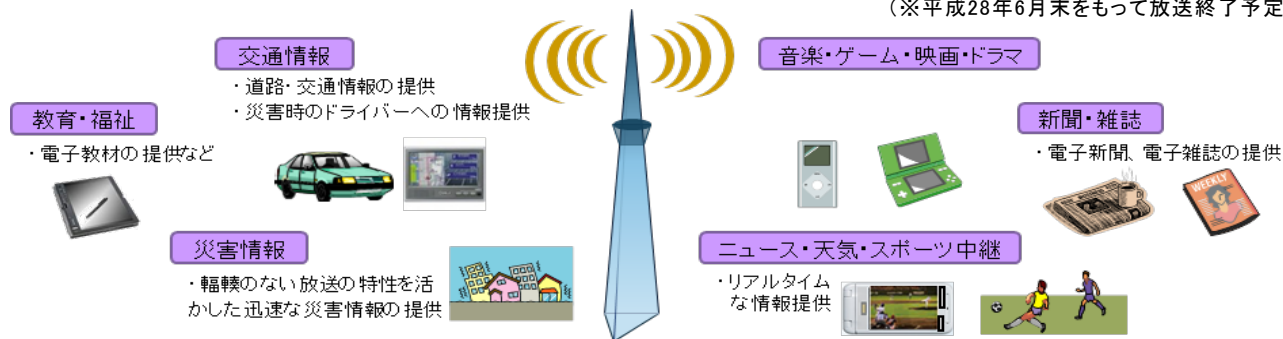 (※平成28年6月末をもって放送終了予定
交通情報
・道路・交通情報の提供
・災害時のドライバーへの情報提供
音楽・ゲーム・映画・ドラマ
教育・福祉
・電子教材の提供など
新聞・雑誌
・電子新聞、電子雑誌の提供
WEEKLY
災害情報
・輻輳のない放送の特性を活
かした迅速な災害情報の提供
ニュース・天気・スポーツ中継
・リアルタイム
な情報提供